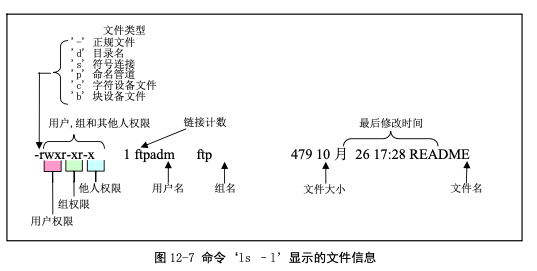 文件类型
'-' 正规文件
'd' 目录名
's' 符号连接
'p' 命名管道
'c' 字符设备文件
'b' 块设备文件
用户,组和其他人权限
链接计数
最后修改时间
-rwxr-xr-x 1 ftpadm ftp 479 10 月 26 17:28 README
他人权限
用户名
组名
文件大小
文件名
组权限
用户权限
图 12-7 命令‘ls -l’显示的文件信息